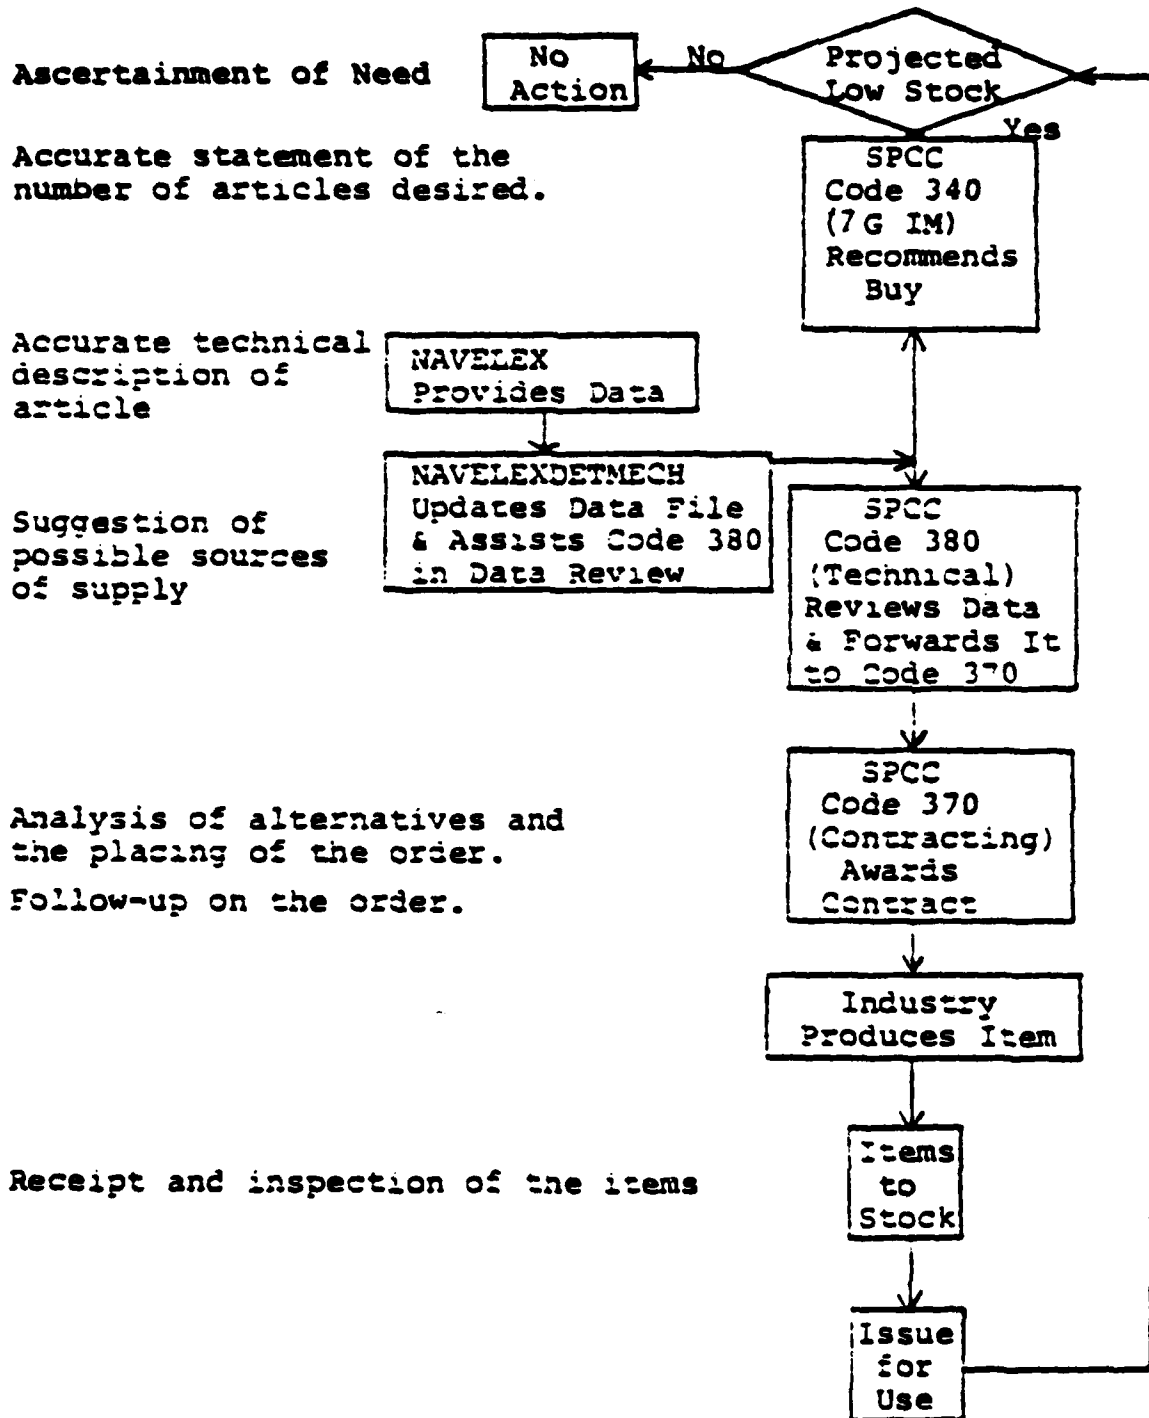 Ascertainment of Need
No
Action
No
Projected
Low Stock
Yes
Accurate statement of the
number of articles desired.
SPCC
Code 340
(7G IM)
Recommends
Buy
Accurate technical
description of
article
NAVELEX
Provides Data
NAVELEXDETMECH
Updates Data File
& Assists Code 380
in Data Review
Suggestion of
possible sources
of supply
SPCC
Code 380
(Technical)
Reviews Data
& Forwards It
to Code 370
Analysis of alternatives and
the placing of the order.
Follow-up on the order.
SPCC
Code 370
(Contracting)
Awards
Contract
Industry
Produces Item
Receipt and inspection of the items
Items
to
Stock
Issue
for
Use